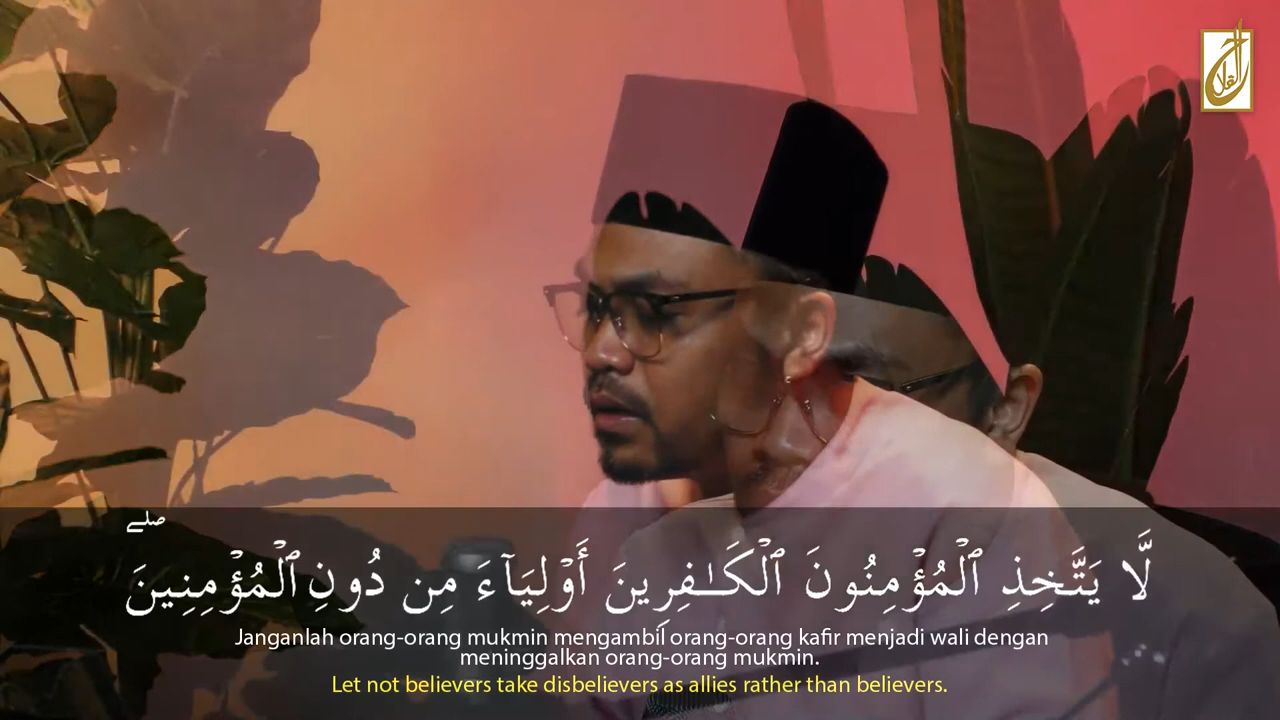 لَّا يَتَّخِذِ ٱلْمُؤْمِنُونَ ٱلْكَـٰفِرِينَ أَوْلِيَآءَ مِن دُونِ ٱلْمُؤْمِنِينَ ۖ
Janganlah orang-orang mukmin mengambil orang-orang kafir menjadi wali dengan
meninggalkan orang-orang mukmin.
Let not believers take disbelievers as allies rather than believers.